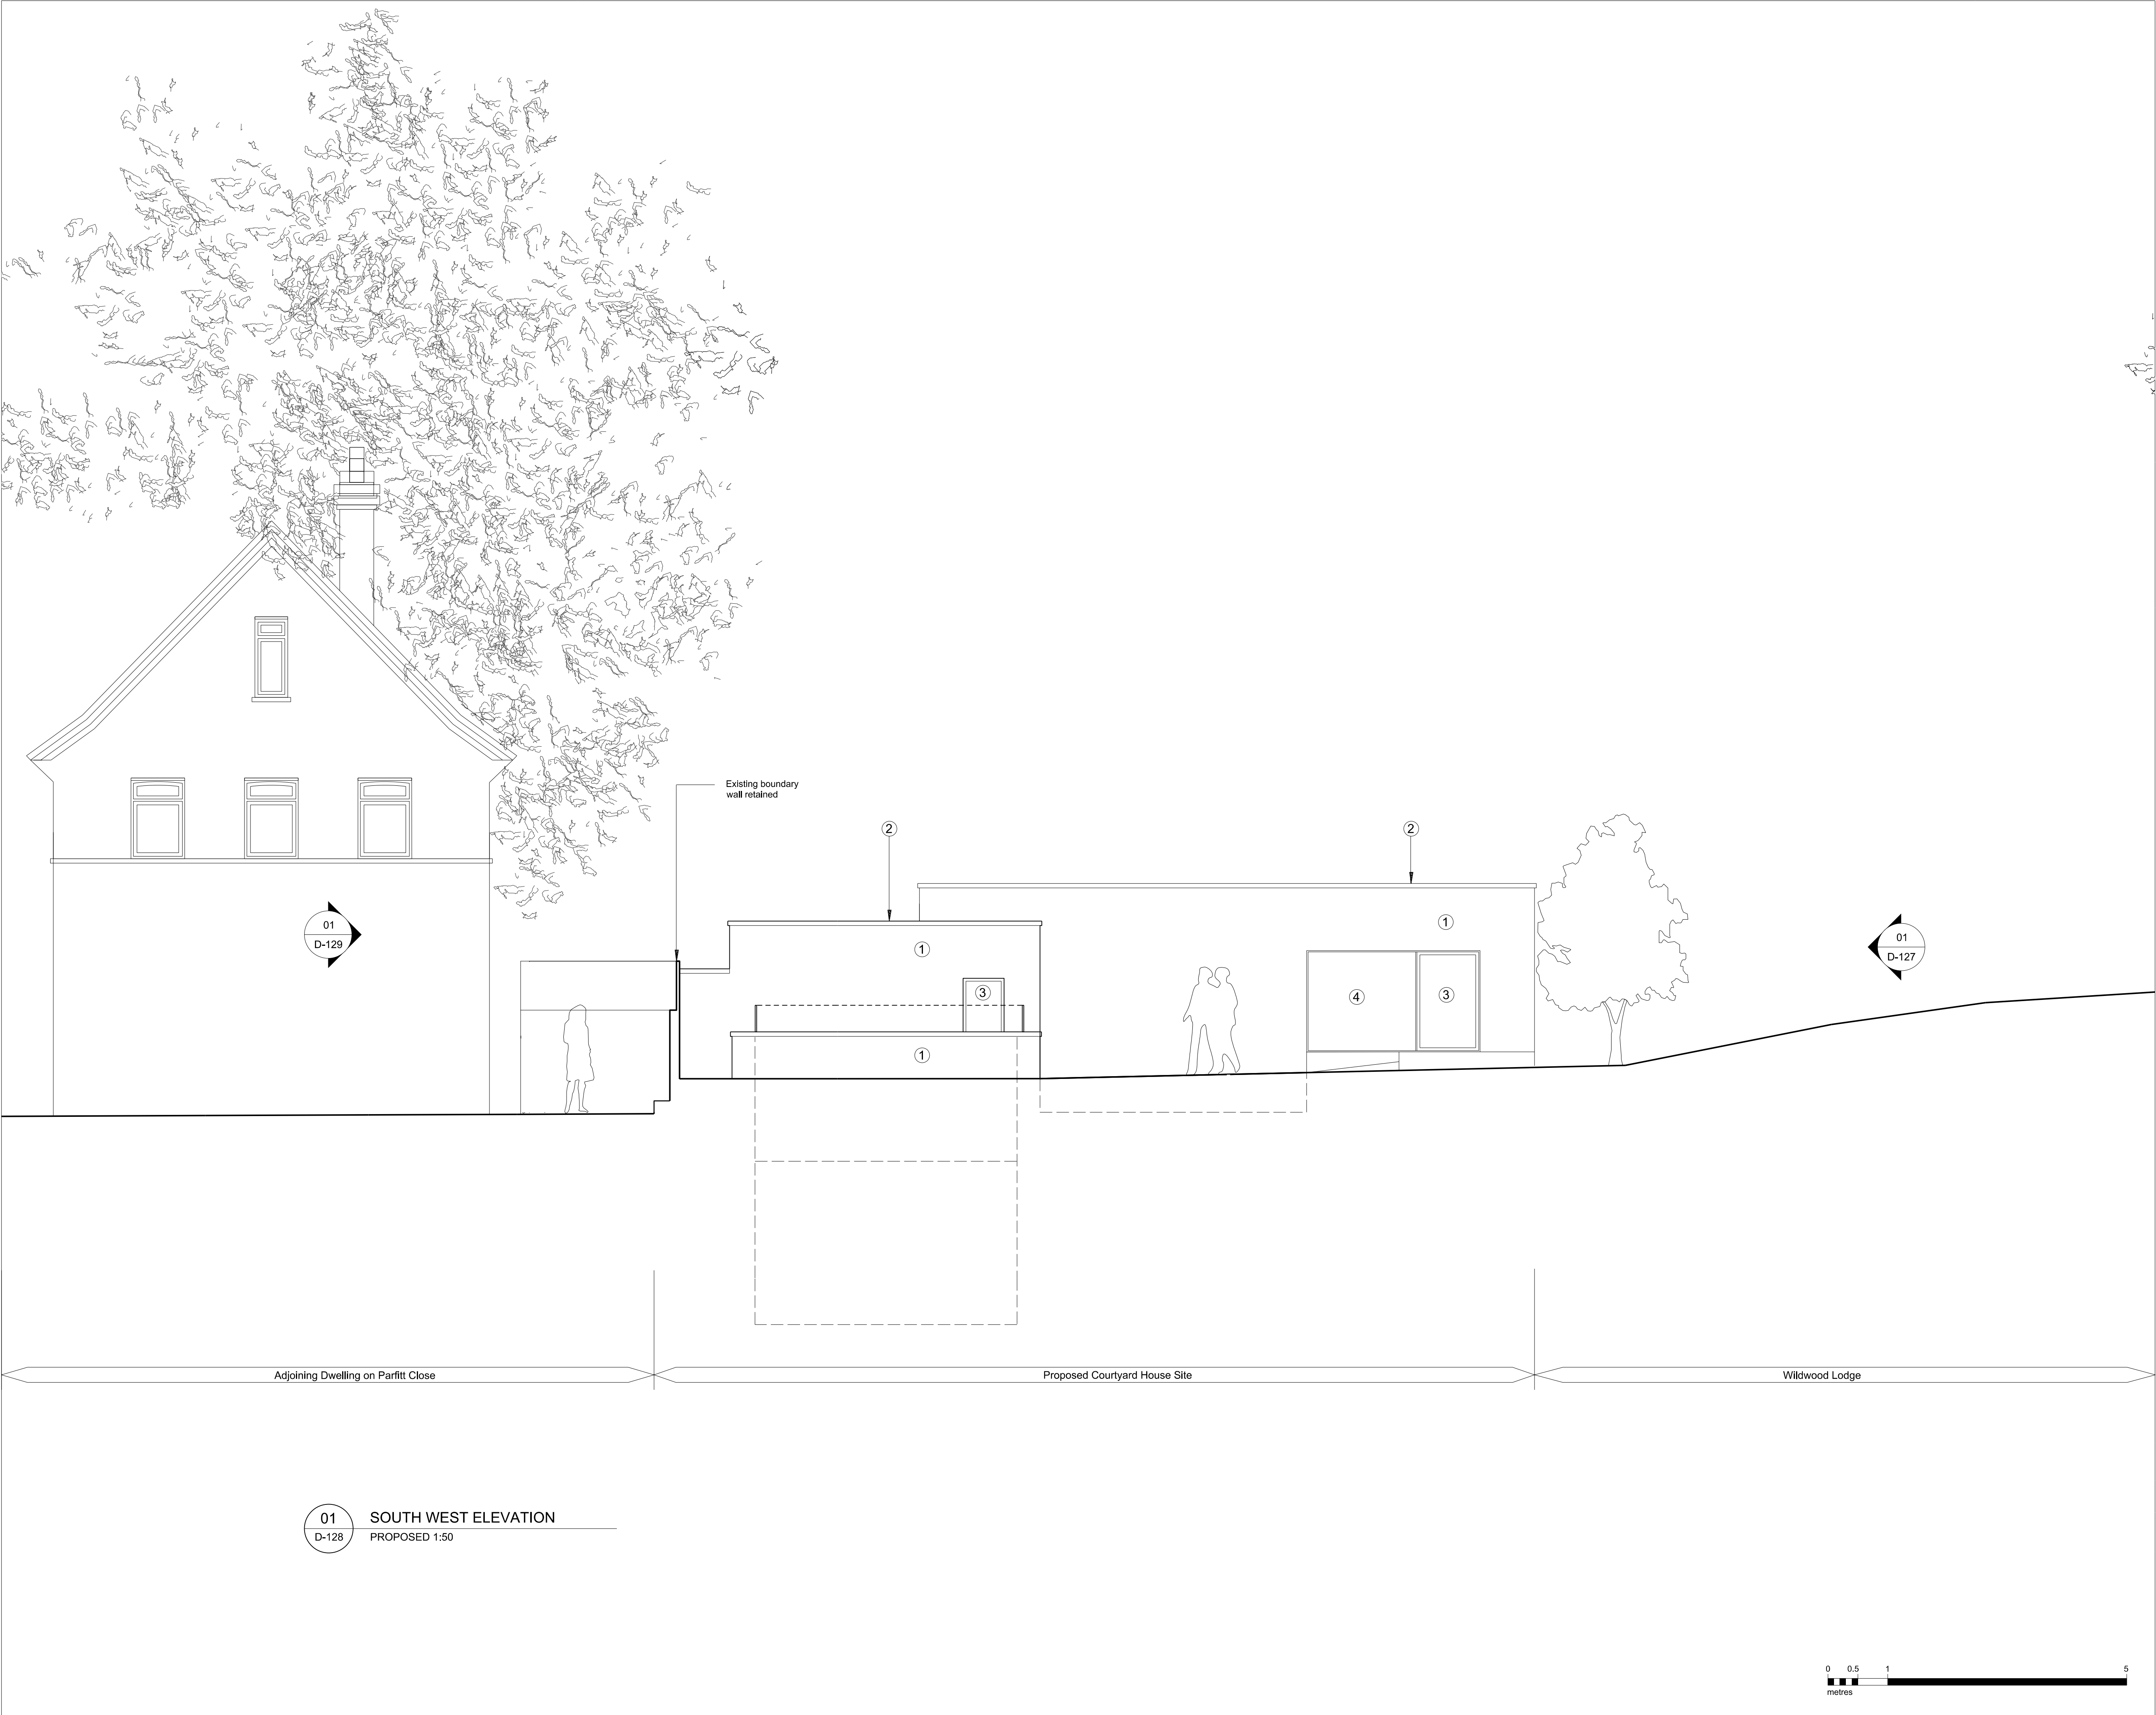 Existing boundary
wall retained
2
2
1
1
01
D-129
01
D-127
3
4
3
1
Adjoining Dwelling on Parfitt Close
Proposed Courtyard House Site
Wildwood Lodge
01
D-128
SOUTH WEST ELEVATION
PROPOSED 1:50
0 0.5 1 5
metres